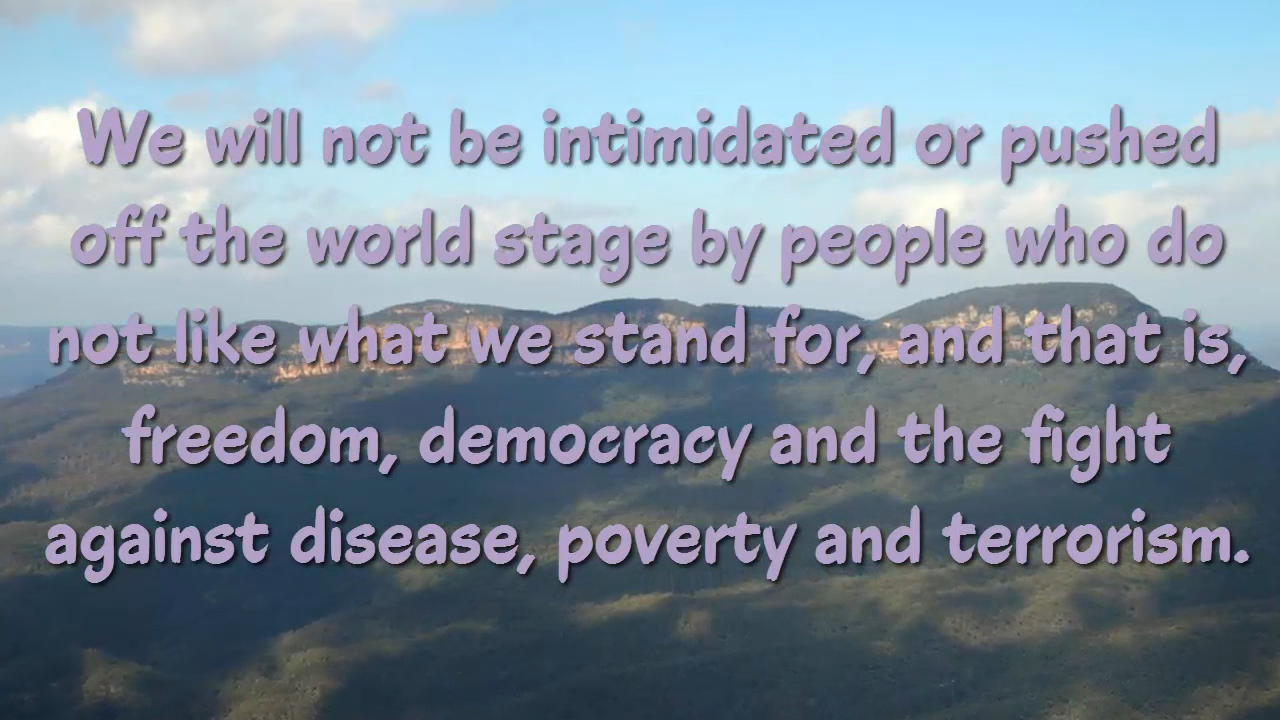 We will not be intimidated or pushed
off the world stage by people who do
not like what we stand for, and that is,
freedom, democracy and the fight
against disease, poverty and terrorism.